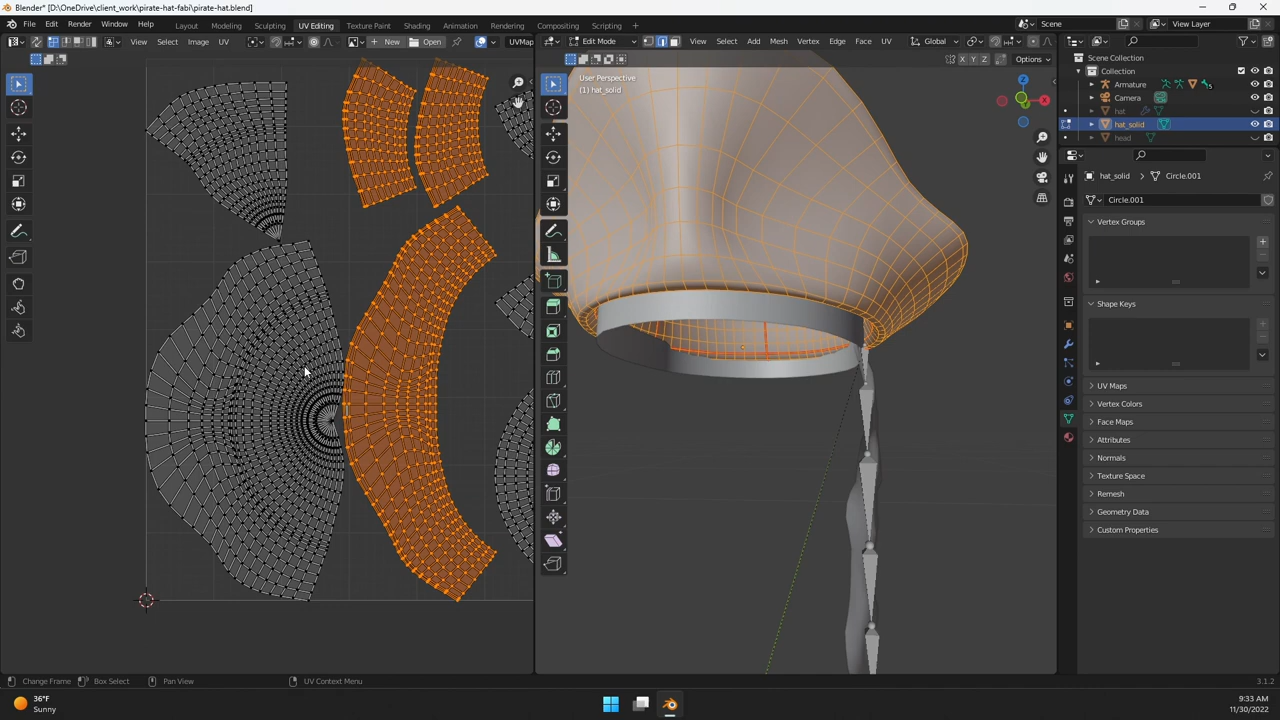 Blender* [D:\OneDrive\client_work\pirate-hat-fabi\pirate-hat.blend]
File Edit Render Window Help Layout Modeling Sculpting UV Editing Texture Paint Shading Animation Rendering Compositing Scripting + Scene View Layer
View Select Image UV New Open UVMap Edit Mode View Select Add Mesh Vertex Edge Face UV Global
X Y Z Options
User Perspective
(1) hat_solid
Scene Collection
Collection
Armature 5
Camera
hat
hat_solid
head
hat_solid > Circle.001
Circle.001
Vertex Groups
Shape Keys
UV Maps
Vertex Colors
Face Maps
Attributes
Normals
Texture Space
Remesh
Geometry Data
Custom Properties
Change Frame Box Select Pan View UV Context Menu 3.1.2
36°F
Sunny
9:33 AM
11/30/2022